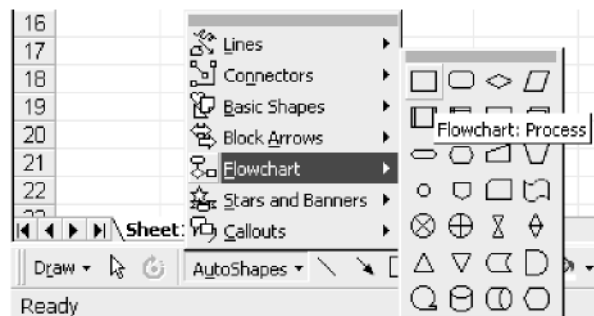 16
17
18
19
20
21
22
Lines
Connectors
Basic Shapes
Block Arrows
Flowchart
Stars and Banners
Callouts
Flowchart: Process
Sheet
Draw
AutoShapes
Ready